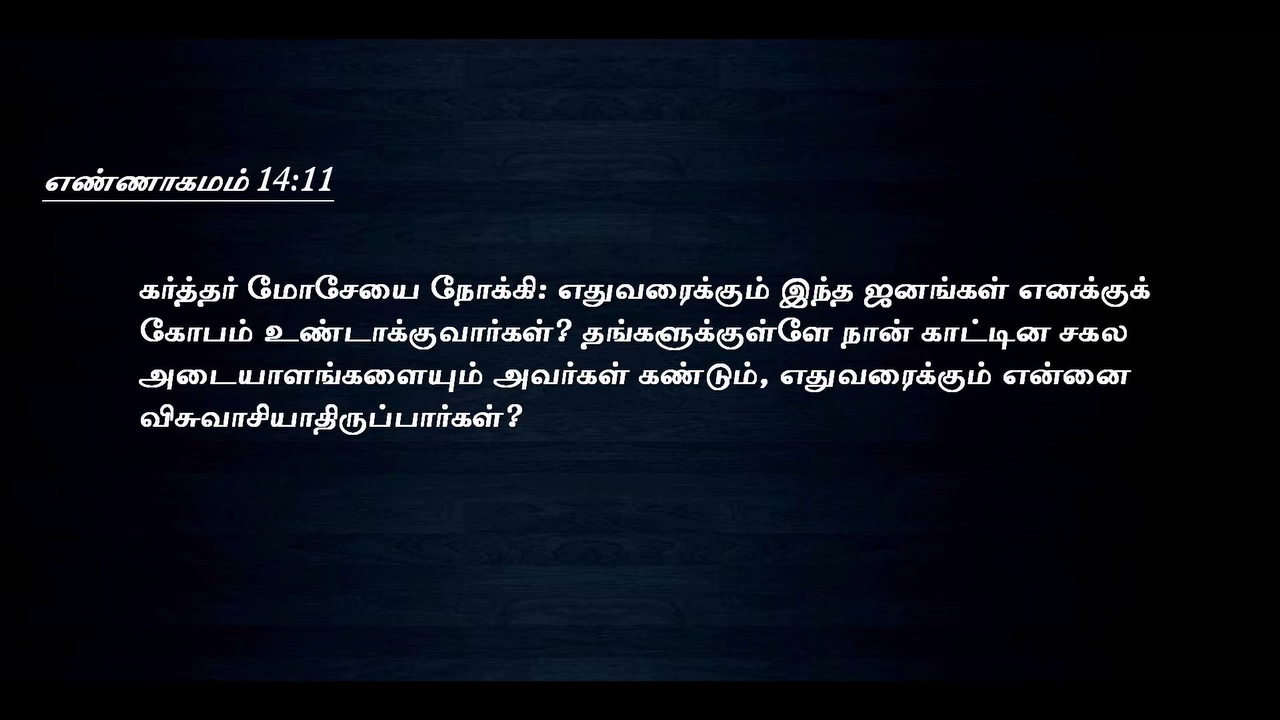 எண்ணாகமம் 14:11
கர்த்தர் மோசேயை நோக்கி: எதுவரைக்கும் இந்த ஜனங்கள் எனக்குக்
கோபம் உண்டாக்குவார்கள்? தங்களுக்குள்ளே நான் காட்டின சகல
அடையாளங்களையும் அவர்கள் கண்டும், எதுவரைக்கும் என்னை
விசுவாசியாதிருப்பார்கள்?